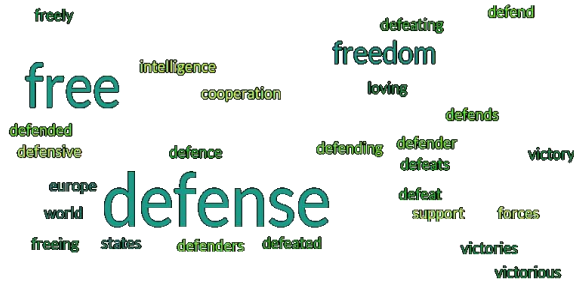 freely
defend
defeating
freedom
intelligence
free
loving
cooperation
defends
defended
defender
defending
defensive
defence
victory
defeats
europe
defeat
defense
world
support
forces
freeing
states
defenders
defeated
victories
victorious